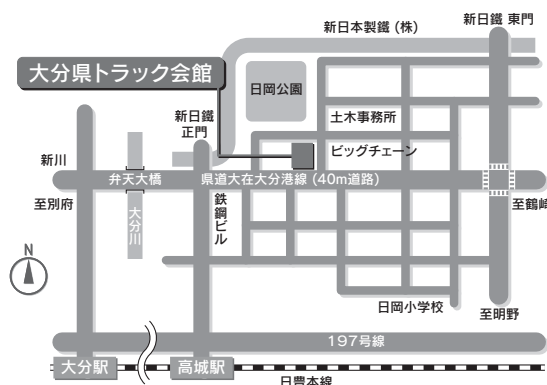 新日鐵 東門
新日本製鐵 (株)
大分県トラック会館
日岡公園
新日鐵
正門
土木事務所
ビッグチェーン
新川
弁天大橋
県道大在大分港線 (40m道路)
至別府
大分川
鉄鋼ビル
至鶴崎
N
日岡小学校
至明野
197号線
大分駅
高城駅
日豊本線